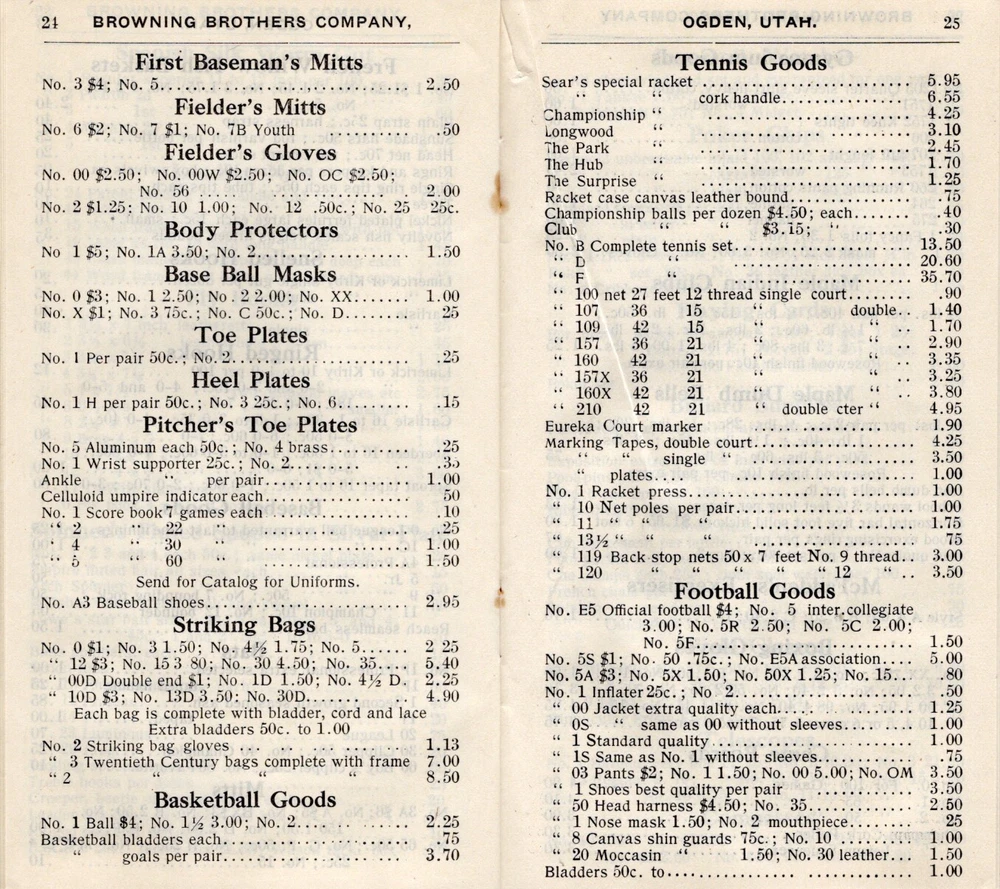 24 BROWNING BROTHERS COMPANY,
First Baseman's Mitts
No. 3 $4; No. 5.......................... 2.50
Fielder's Mitts
No. 6 $2; No. 7 $1; No. 7B Youth ............ .50
Fielder's Gloves
No. 00 $2.50; No. 00W $2.50; No. OC $2.50;
No. 56 ........................ 2.00
No. 2 $1.25; No. 10 1.00; No. 12 .50c.; No. 25 25c.
Body Protectors
No 1 $5; No. 1A 3.50; No. 2................ 1.50
Base Ball Masks
No. 0 $3; No. 1 2.50; No. 2 2.00; No. XX....... 1.00
No. X $1; No. 3 75c.; No. C 50c.; No. D....... 25
Toe Plates
No. 1 Per pair 50c.; No. 2.................. .25
Heel Plates
No. 1 H per pair 50c.; No. 3 25c.; No. 6........ .15
Pitcher's Toe Plates
No. 5 Aluminum each 50c.; No. 4 brass......... .25
No. 1 Wrist supporter 25c.; No. 2.............
Ankle " per pair................ 1.00
Celluloid umpire indicator each............... 50
No. 1 Score book 7 games each............... .10
" 2 " " 22 " " ............... .25
" 4 " " 30 " " ............... 1.00
" 5 " " 60 " " ............... 1.50
Send for Catalog for Uniforms.
No. A3 Baseball shoes...................... 2.95
Striking Bags
No. 0 $1; No. 3 1.50; No. 4½ 1.75; No. 5...... 2 25
" 12 $3; No. 15 3 80; No. 30 4.50; No. 35.... 5.40
" 00D Double end $1; No. 1D 1.50; No. 4½ D. 2.25
" 10D $3; No. 13D 3.50; No. 30D............. 4.90
Each bag is complete with bladder, cord and lace
Extra bladders 50c. to 1.00
No. 2 Striking bag gloves ................... 1.13
" 3 Twentieth Century bags complete with frame 7.00
" 2 " " " " 8.50
Basketball Goods
No. 1 Ball $4; No. 1½ 3.00; No. 2............. 2.25
Basketball bladders each.................... .75
" goals per pair..................... 3.70
OGDEN, UTAH. 25
Tennis Goods
Sear's special racket ....................... 5.95
" " " cork handle............. 6.55
Championship " ....................... 4.25
Longwood " ....................... 3.10
The Park " ....................... 2.45
The Hub " ....................... 1.70
The Surprise " ....................... 1.25
Racket case canvas leather bound............. .75
Championship balls per dozen $4.50; each....... .40
Club " " " $3.15; " ....... .30
No. B Complete tennis set................... 13.50
" D " " " ................... 20.60
" F " " " ................... 35.70
" 100 net 27 feet 12 thread single court........ .90
" 107 " 36 " 15 " double.. 1.40
" 109 " 42 " 15 " " " .. 1.70
" 157 " 36 " 21 " " " .. 2.90
" 160 " 42 " 21 " " " .. 3.35
" 157X " 36 " 21 " " " .. 3.25
" 160X " 42 " 21 " " " .. 3.80
" 210 " 42 " 21 " double cter " 4.95
Eureka Court marker ....................... 1.90
Marking Tapes, double court................. 4.25
" " single " ................. 3.50
" plates.... ....................... 1.00
No. 1 Racket press......................... 1.00
" 10 Net poles per pair.................... 1.00
" 11 " " " " .................... 1.75
" 13½ " " " .................... .75
" 119 Back stop nets 50 x 7 feet No. 9 thread... 3.00
" 120 " " " " " 12 " .. 3.50
Football Goods
No. E5 Official football $4; No. 5 inter. collegiate
3.00; No. 5R 2.50; No. 5C 2.00;
No. 5F......................... 1.50
No. 5S $1; No. 50 .75c.; No. E5A association.... 5.00
No. 5A $3; No. 5X 1.50; No. 50X 1.25; No. 15... .80
No. 1 Inflater 25c.; No 2..................... .50
" 00 Jacket extra quality each............... 1.25
" 0S " same as 00 without sleeves....... 1.00
" 1 Standard quality ....................... 1.00
" 1S Same as No. 1 without sleeves........... .75
" 03 Pants $2; No. 1 1.50; No. 00 5.00; No. OM 3.50
" 1 Shoes best quality per pair .............. 3.50
" 50 Head harness $4.50; No. 35............. 2.50
" 1 Nose mask 1.50; No. 2 mouthpiece........ 25
" 8 Canvas shin guards 75c.; No. 10 ......... 1.00
" 20 Moccasin " " 1.50; No. 30 leather... 1.50
Bladders 50c. to........................... 1.00